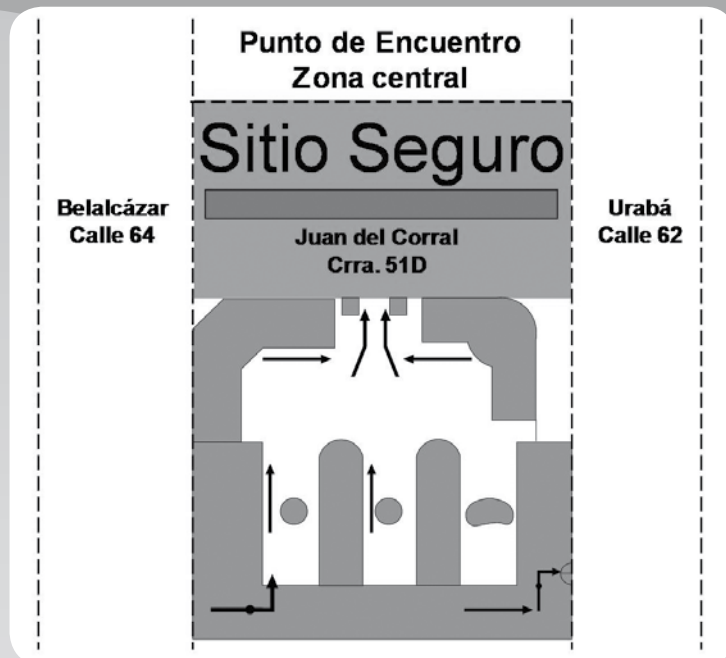 Punto de Encuentro
Zona central
Sitio Seguro
Belalcázar
Calle 64
Juan del Corral
Crra. 51D
Urabá
Calle 62